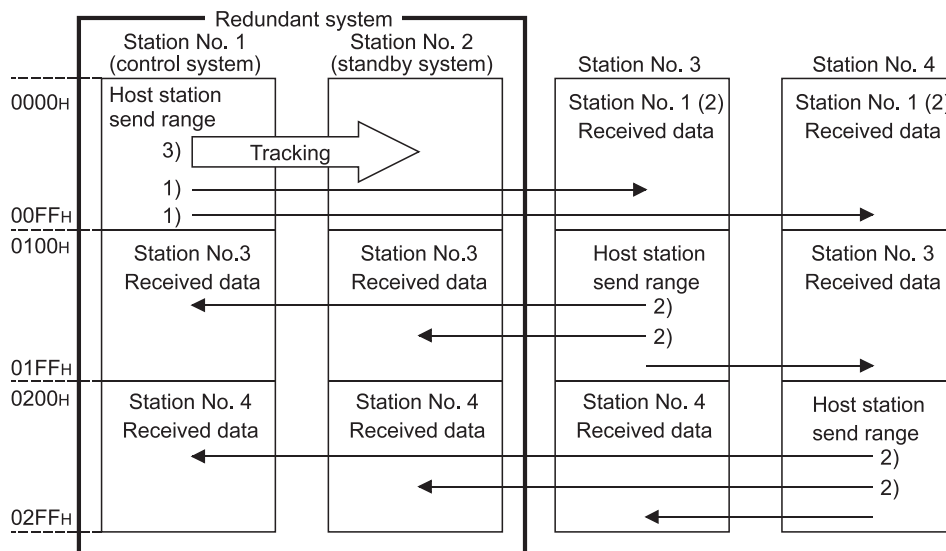 Redundant system
Station No. 1
(control system)
Station No. 2
(standby system)
Station No. 3
Station No. 4
0000H
Host station
send range
3)
Tracking
1)
1)
Station No. 1 (2)
Received data
Station No. 1 (2)
Received data
00FFH
0100H
Station No.3
Received data
Station No.3
Received data
Host station
send range
2)
2)
Station No. 3
Received data
01FFH
0200H
Station No. 4
Received data
Station No. 4
Received data
Station No. 4
Received data
Host station
send range
2)
2)
02FFH